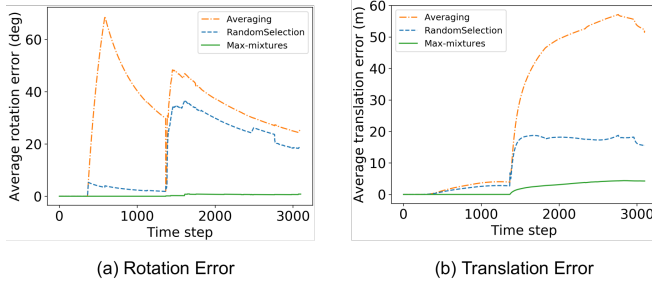 Average rotation error (deg)
60
40
20
0
Averaging
RandomSelection
Max-mixtures
0
1000
2000
3000
Time step
(a) Rotation Error
Average translation error (m)
60
50
40
30
20
10
0
Averaging
RandomSelection
Max-mixtures
0
1000
2000
3000
Time step
(b) Translation Error